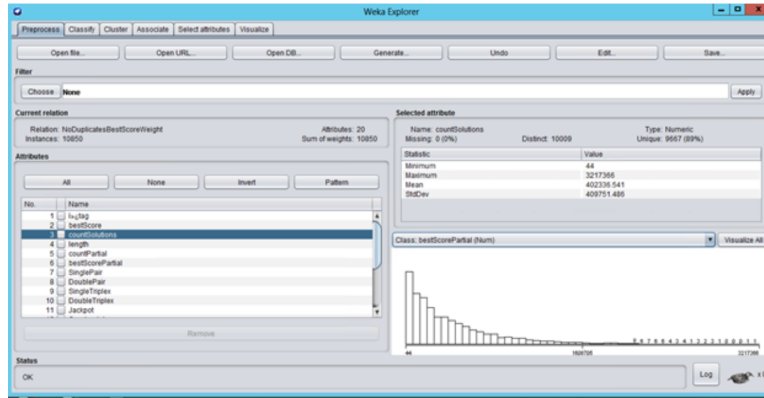 Weka Explorer
Preprocess Classify Cluster Associate Select attributes Visualize
Open file... Open URL... Open DB... Generate... Undo Edit... Save...
Filter
Choose None Apply
Current relation
Relation: NoDuplicatesBestScoreWeight Attributes: 20
Instances: 10850 Sum of weights: 10850
Attributes
All None Invert Pattern
No. Name
1 ï»¿tag
2 bestScore
3 countSolutions
4 length
5 countPartial
6 bestScorePartial
7 SinglePair
8 DoublePair
9 SingleTriplex
10 DoubleTriplex
11 Jackpot
Remove
Selected attribute
Name: countSolutions Type: Numeric
Missing: 0 (0%) Distinct: 10009 Unique: 9667 (89%)
Statistic Value
Minimum 44
Maximum 3217366
Mean 402336.541
StdDev 409751.486
Class: bestScorePartial (Num) Visualize All
44 1608705 3217366
Status
OK
Log